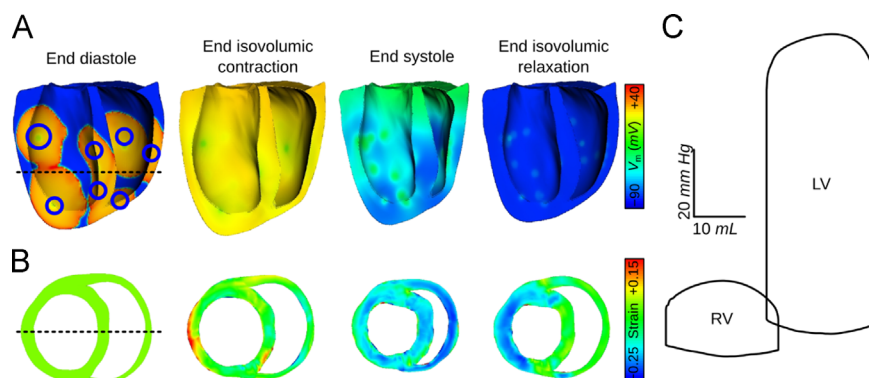 A
End diastole
End isovolumic
contraction
End systole
End isovolumic
relaxation
−90 Vm (mV) +40
B
−0.25 Strain +0.15
C
20 mm Hg
10 mL
LV
RV